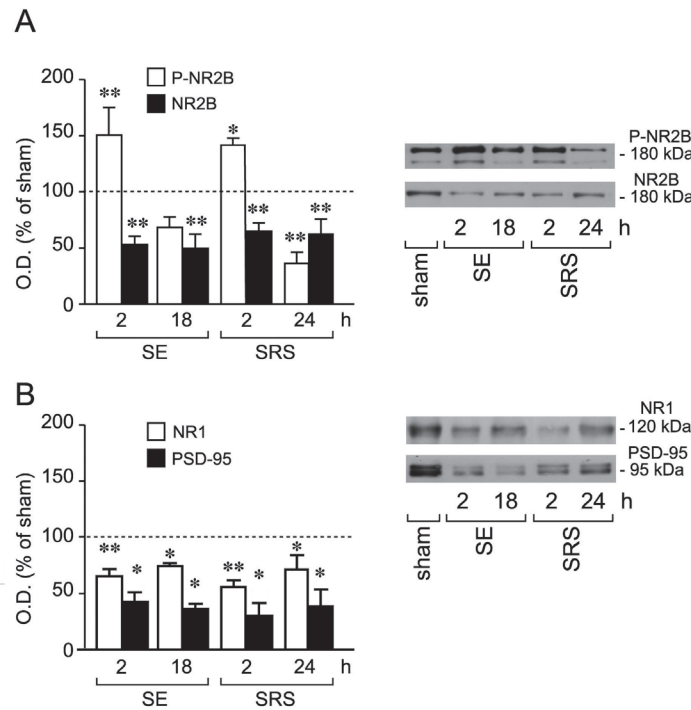 A
200
150
100
50
0
O.D. (% of sham)
P-NR2B
NR2B
**
**
**
*
**
**
**
2 18 2 24 h
SE SRS
P-NR2B
- 180 kDa
NR2B
- 180 kDa
2 18 2 24 h
sham SE SRS
B
200
150
100
50
0
O.D. (% of sham)
NR1
PSD-95
**
*
*
*
**
*
*
*
2 18 2 24 h
SE SRS
NR1
- 120 kDa
PSD-95
- 95 kDa
2 18 2 24 h
sham SE SRS